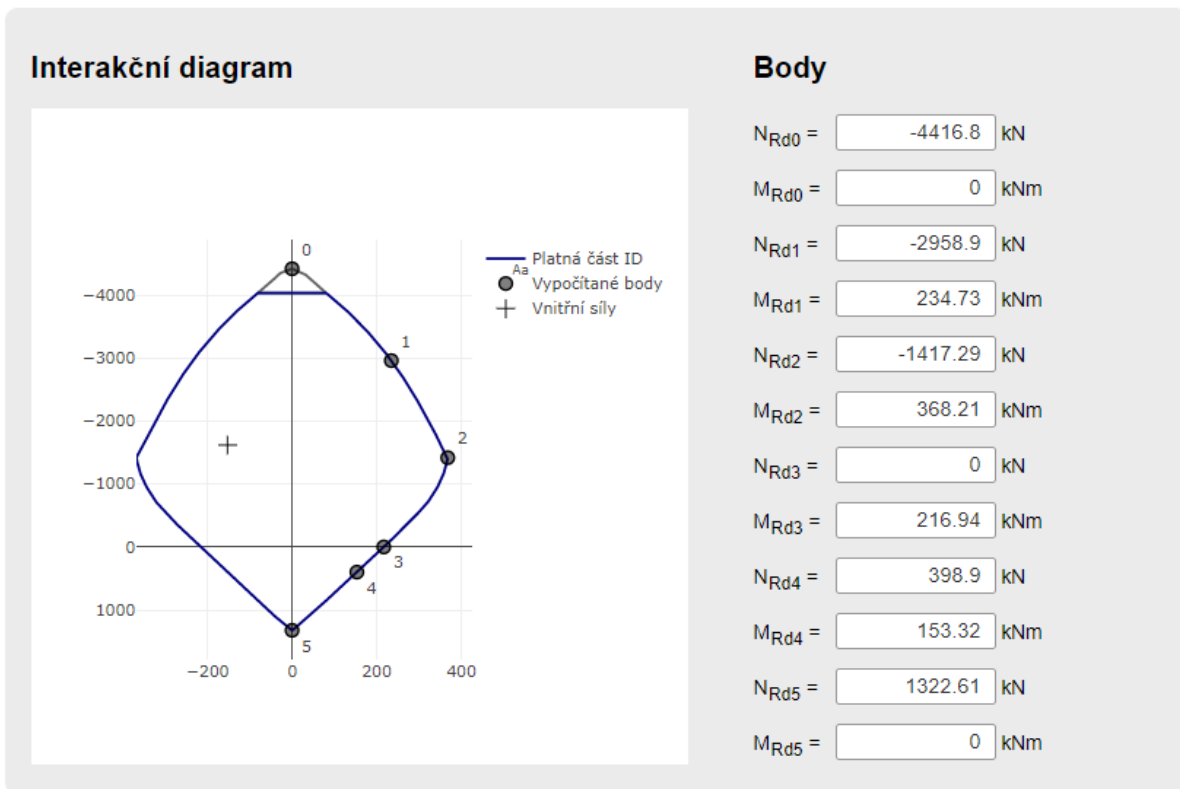 Interakční diagram
0
Platná část ID
Aa
Vypočítané body
Vnitřní síly
−4000
1
−3000
−2000
2
−1000
0
3
4
1000
5
−200
0
200
400
Body
NRd0 = -4416.8 kN
MRd0 = 0 kNm
NRd1 = -2958.9 kN
MRd1 = 234.73 kNm
NRd2 = -1417.29 kN
MRd2 = 368.21 kNm
NRd3 = 0 kN
MRd3 = 216.94 kNm
NRd4 = 398.9 kN
MRd4 = 153.32 kNm
NRd5 = 1322.61 kN
MRd5 = 0 kNm